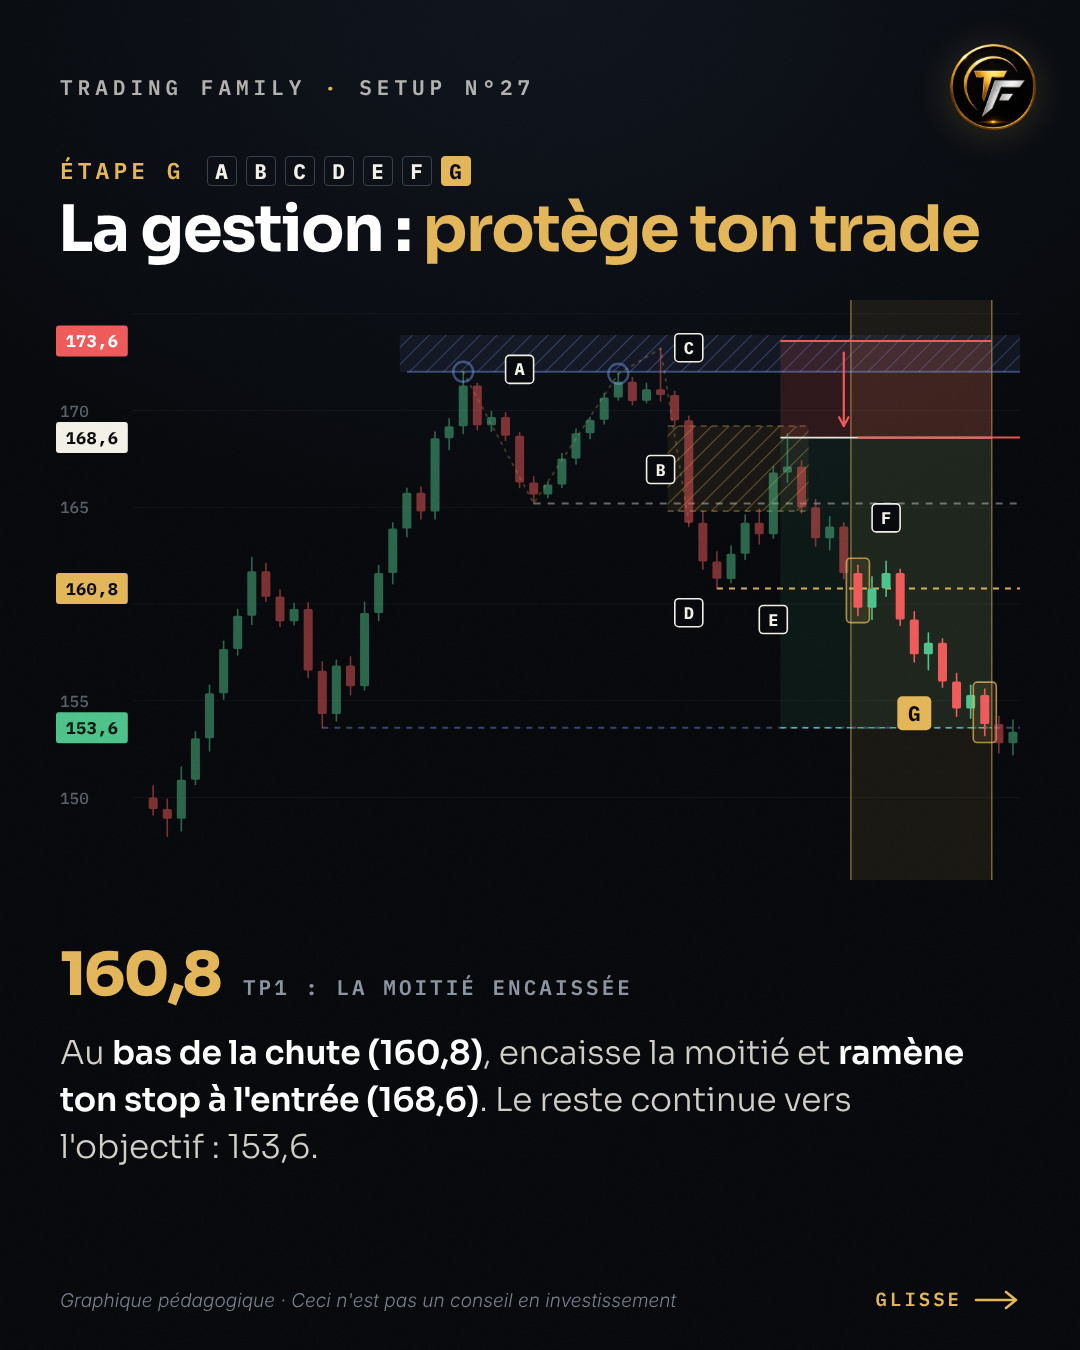 TRADING FAMILY · SETUP N°27
TF
ÉTAPE G A B C D E F G
La gestion : protège ton trade
173,6
C
A
170
168,6
B
165
F
160,8
D
E
155
G
153,6
150
160,8 TP1 : LA MOITIÉ ENCAISSÉE
Au bas de la chute (160,8), encaisse la moitié et ramène
ton stop à l'entrée (168,6). Le reste continue vers
l'objectif : 153,6.
Graphique pédagogique · Ceci n'est pas un conseil en investissement
GLISSE →